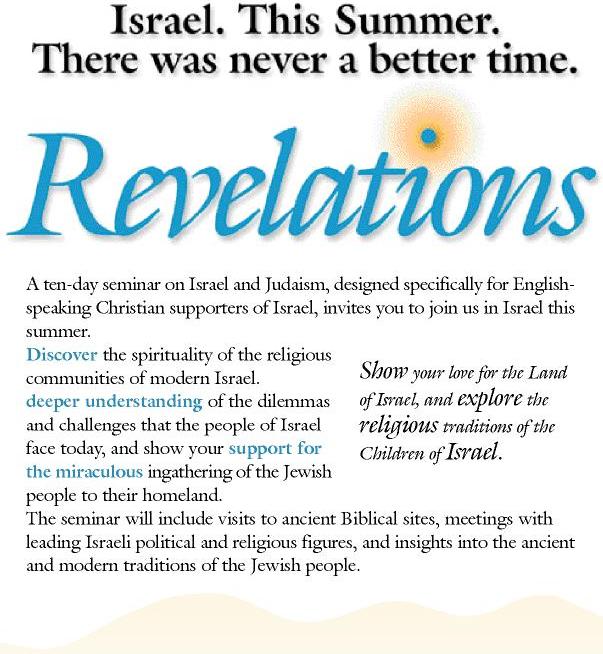 Israel. This Summer.
There was never a better time.
Revelations
A ten-day seminar on Israel and Judaism, designed specifically for English-
speaking Christian supporters of Israel, invites you to join us in Israel this
summer.
Discover the spirituality of the religious
communities of modern Israel.
deeper understanding of the dilemmas
and challenges that the people of Israel
face today, and show your support for
the miraculous ingathering of the Jewish
people to their homeland.
Show your love for the Land
of Israel, and explore the
religious traditions of the
Children of Israel.
The seminar will include visits to ancient Biblical sites, meetings with
leading Israeli political and religious figures, and insights into the ancient
and modern traditions of the Jewish people.